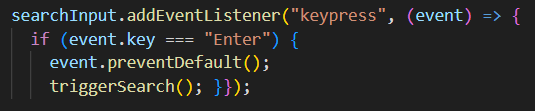 searchInput.addEventListener("keypress", (event) => {
  if (event.key === "Enter") {
    event.preventDefault();
    triggerSearch(); }});